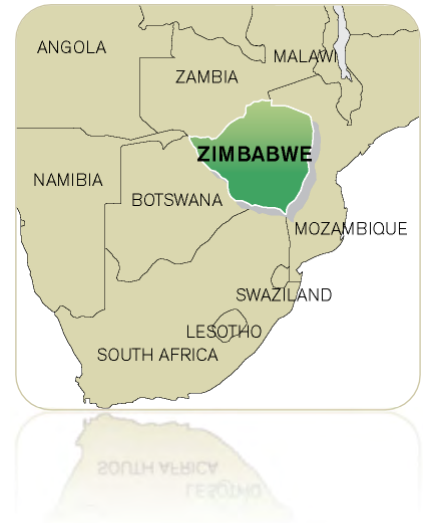 ANGOLA
MALAWI
ZAMBIA
ZIMBABWE
NAMIBIA
BOTSWANA
MOZAMBIQUE
SWAZILAND
LESOTHO
SOUTH AFRICA